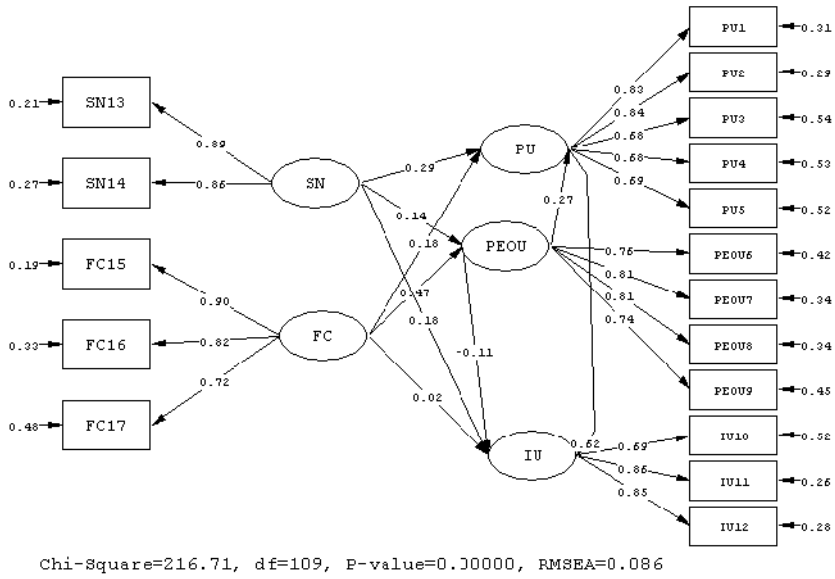 PU1
0.31
PU2
0.29
PU3
0.54
PU4
0.53
PU5
0.52
PEOU6
0.42
PEOU7
0.34
PEOU8
0.34
PEOU9
0.45
IU10
0.52
IU11
0.26
IU12
0.28
0.21
SN13
0.27
SN14
0.19
FC15
0.33
FC16
0.48
FC17
SN
FC
PU
PEOU
IU
0.89
0.86
0.90
0.82
0.72
0.29
0.14
0.18
0.18
0.47
0.02
-0.11
0.27
0.62
0.83
0.84
0.68
0.68
0.69
0.76
0.81
0.81
0.74
0.69
0.86
0.85
Chi-Square=216.71, df=109, P-value=0.00000, RMSEA=0.086